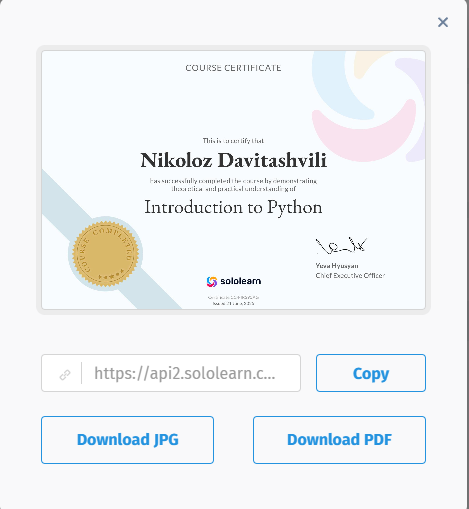 COURSE CERTIFICATE
This is to certify that
Nikoloz Davitashvili
has successfully completed the course by demonstrating
theoretical and practical understanding of
Introduction to Python
COURSE COMPLETED
Yeva Hyusyan
Chief Executive Officer
sololearn
https://api2.sololearn.c...
Copy
Download JPG
Download PDF